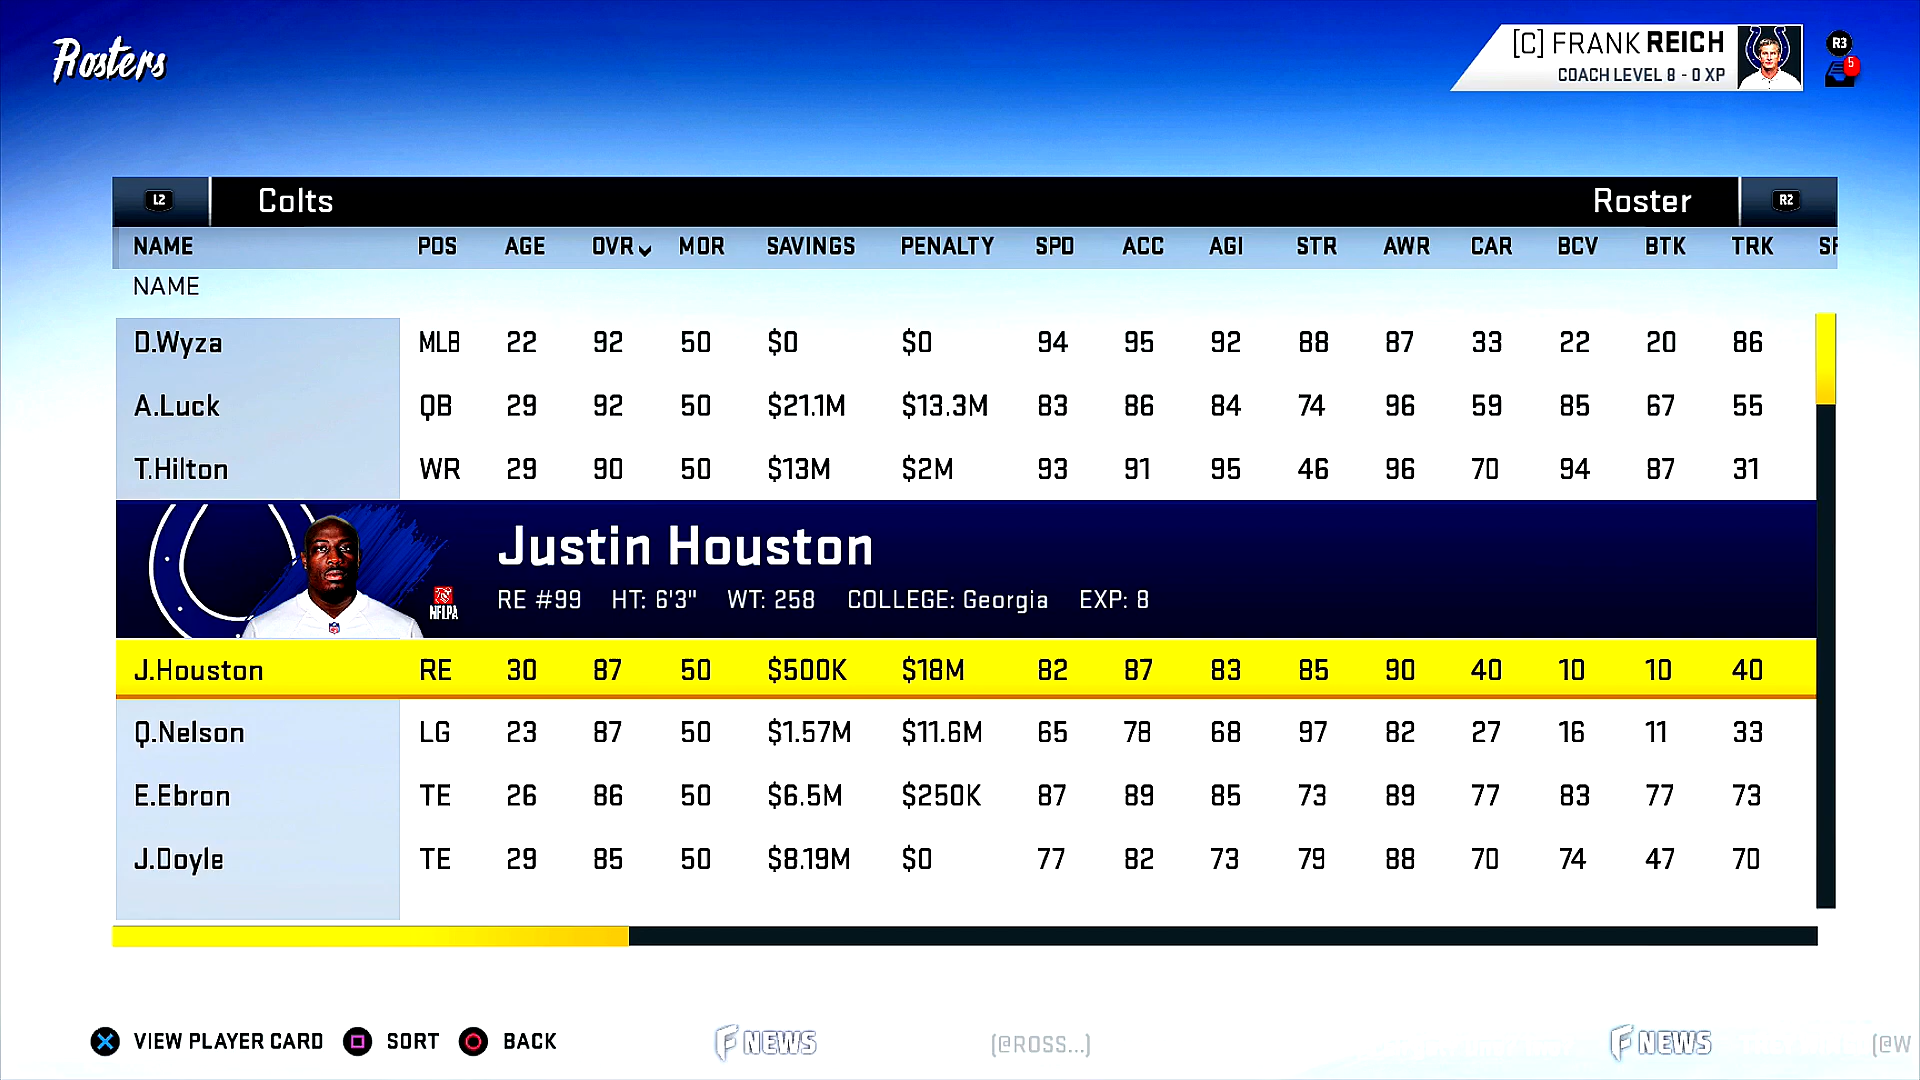 Rosters
[C] FRANK REICH
COACH LEVEL 8 - 0 XP
R3
5
L2 Colts Roster R2
NAME POS AGE OVR MOR SAVINGS PENALTY SPD ACC AGI STR AWR CAR BCV BTK TRK
NAME
D.Wyza MLB 22 92 50 $0 $0 94 95 92 88 87 33 22 20 86
A.Luck QB 29 92 50 $21.1M $13.3M 83 86 84 74 96 59 85 67 55
T.Hilton WR 29 90 50 $13M $2M 93 91 95 46 96 70 94 87 31
Justin Houston
RE #99 HT: 6'3" WT: 258 COLLEGE: Georgia EXP: 8
NFLPA
J.Houston RE 30 87 50 $500K $18M 82 87 83 85 90 40 10 10 40
Q.Nelson LG 23 87 50 $1.57M $11.6M 65 78 68 97 82 27 16 11 33
E.Ebron TE 26 86 50 $6.5M $250K 87 89 85 73 89 77 83 77 73
J.Doyle TE 29 85 50 $8.19M $0 77 82 73 79 88 70 74 47 70
VIEW PLAYER CARD SORT BACK NEWS (@ROSS...) NEWS (@W